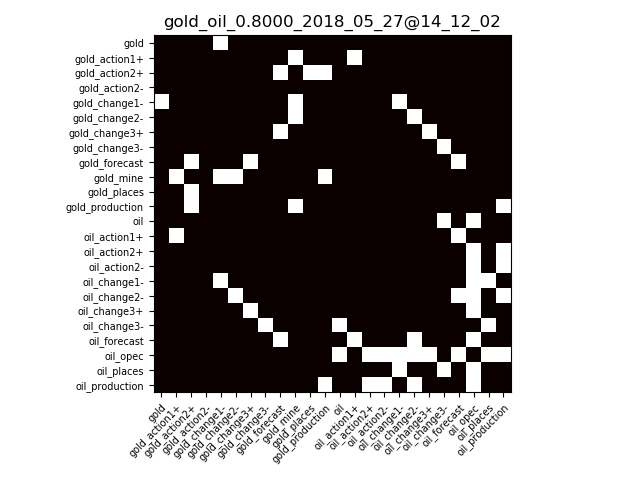 gold_oil_0.8000_2018_05_27@14_12_02
gold
gold_action1+
gold_action2+
gold_action2-
gold_change1-
gold_change2-
gold_change3+
gold_change3-
gold_forecast
gold_mine
gold_places
gold_production
oil
oil_action1+
oil_action2+
oil_action2-
oil_change1-
oil_change2-
oil_change3+
oil_change3-
oil_forecast
oil_opec
oil_places
oil_production
gold
gold_action1+
gold_action2+
gold_action2-
gold_change1-
gold_change2-
gold_change3+
gold_change3-
gold_forecast
gold_mine
gold_places
gold_production
oil
oil_action1+
oil_action2+
oil_action2-
oil_change1-
oil_change2-
oil_change3+
oil_change3-
oil_forecast
oil_opec
oil_places
oil_production